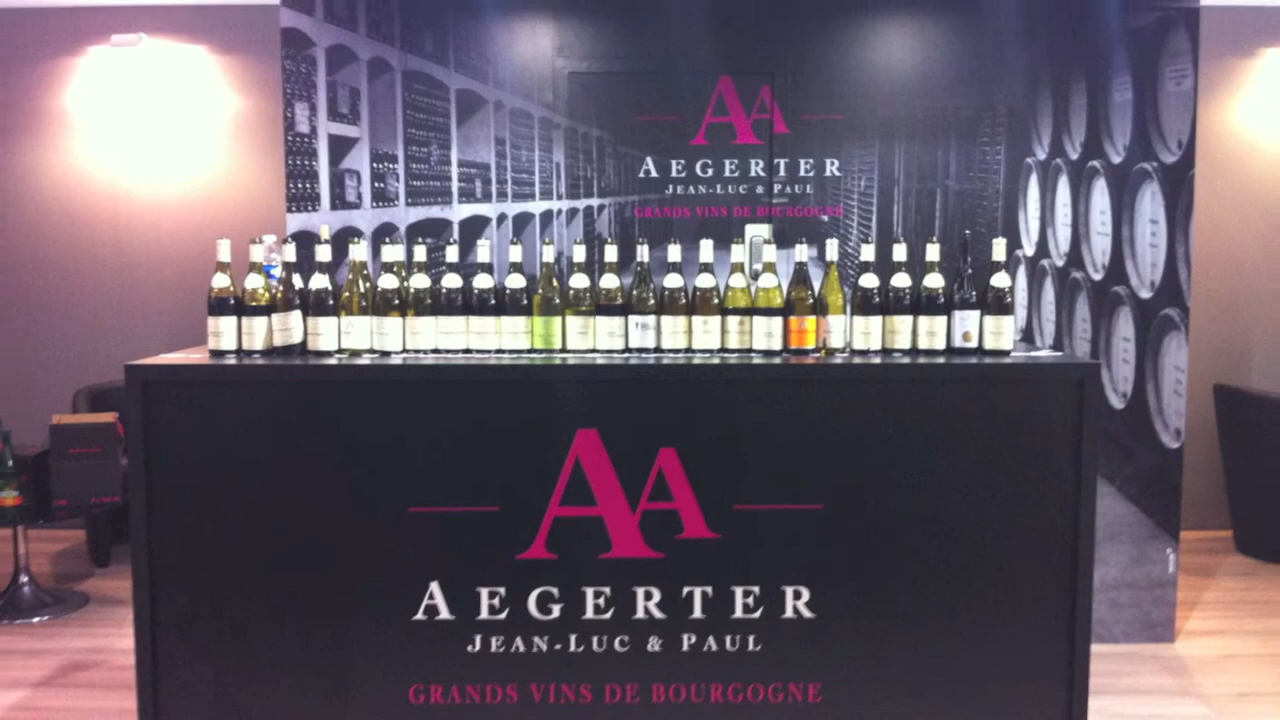 AA
AEGERTER
JEAN-LUC & PAUL
GRANDS VINS DE BOURGOGNE
AA
AEGERTER
JEAN-LUC & PAUL
GRANDS VINS DE BOURGOGNE